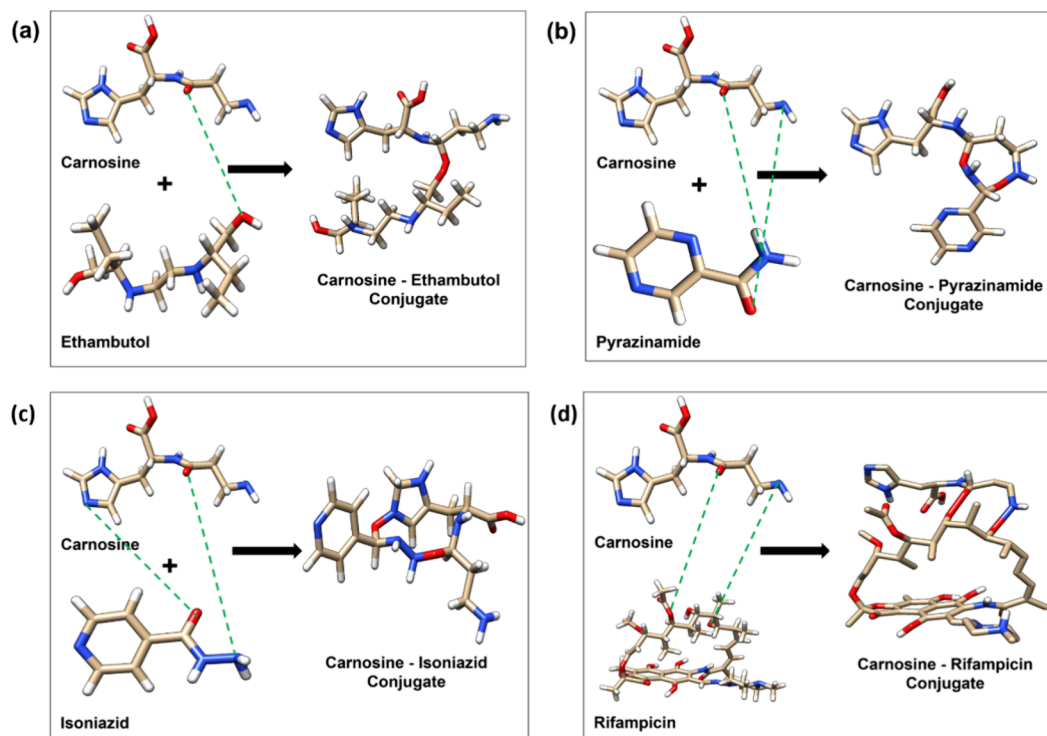 (a)
Carnosine
+
Ethambutol
Carnosine - Ethambutol
Conjugate
(b)
Carnosine
+
Pyrazinamide
Carnosine - Pyrazinamide
Conjugate
(c)
Carnosine
+
Isoniazid
Carnosine - Isoniazid
Conjugate
(d)
Carnosine
Rifampicin
Carnosine - Rifampicin
Conjugate